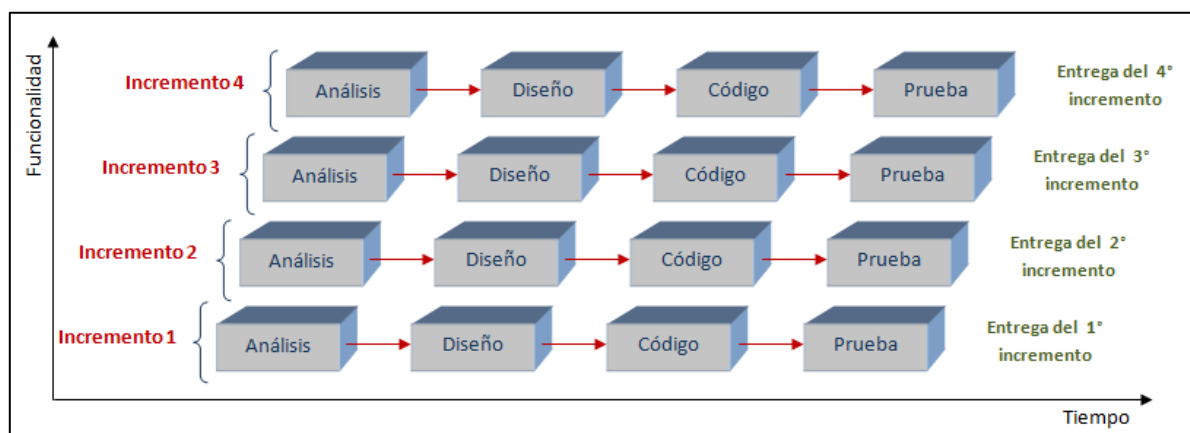 Funcionalidad
Incremento 4
Análisis
Diseño
Código
Prueba
Entrega del 4°
incremento
Incremento 3
Análisis
Diseño
Código
Prueba
Entrega del 3°
incremento
Incremento 2
Análisis
Diseño
Código
Prueba
Entrega del 2°
incremento
Incremento 1
Análisis
Diseño
Código
Prueba
Entrega del 1°
incremento
Tiempo